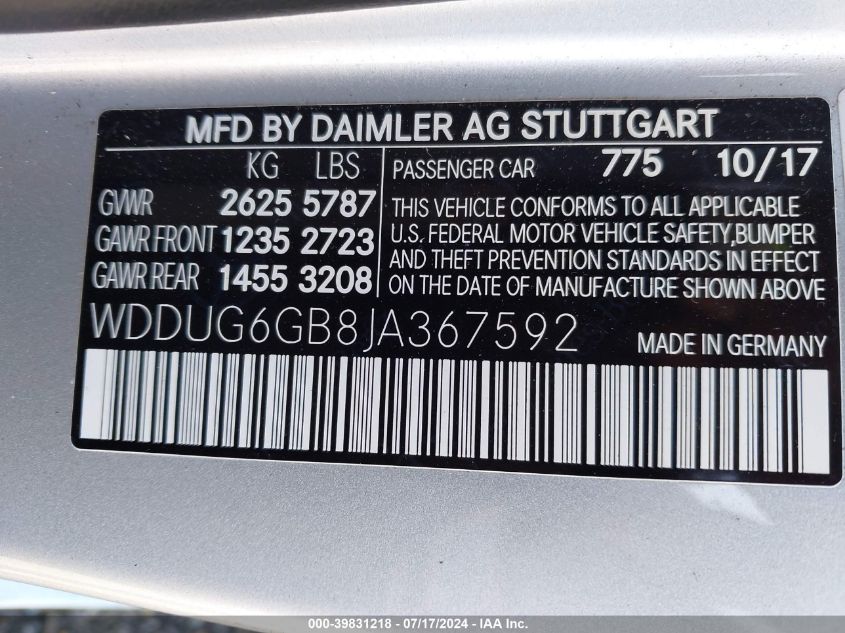 MFD BY DAIMLER AG STUTTGART
KG LBS
GVWR 2625 5787
GAWR FRONT 1235 2723
GAWR REAR 1455 3208
PASSENGER CAR 775 10/17
THIS VEHICLE CONFORMS TO ALL APPLICABLE
U.S. FEDERAL MOTOR VEHICLE SAFETY,BUMPER
AND THEFT PREVENTION STANDARDS IN EFFECT
ON THE DATE OF MANUFACTURE SHOWN ABOVE
WDDUG6GB8JA367592
MADE IN GERMANY
000-39831218 - 07/17/2024 - IAA Inc.